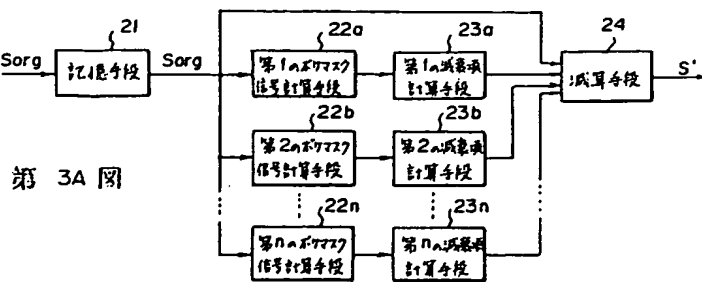 21
22a
23a
24
Sorg
記憶手段
Sorg
第1のボケマスク
信号計算手段
第1の減衰項
計算手段
減算手段
S'
22b
23b
第2のボケマスク
信号計算手段
第2の減衰項
計算手段
第 3A 図
22n
23n
第nのボケマスク
信号計算手段
第nの減衰項
計算手段